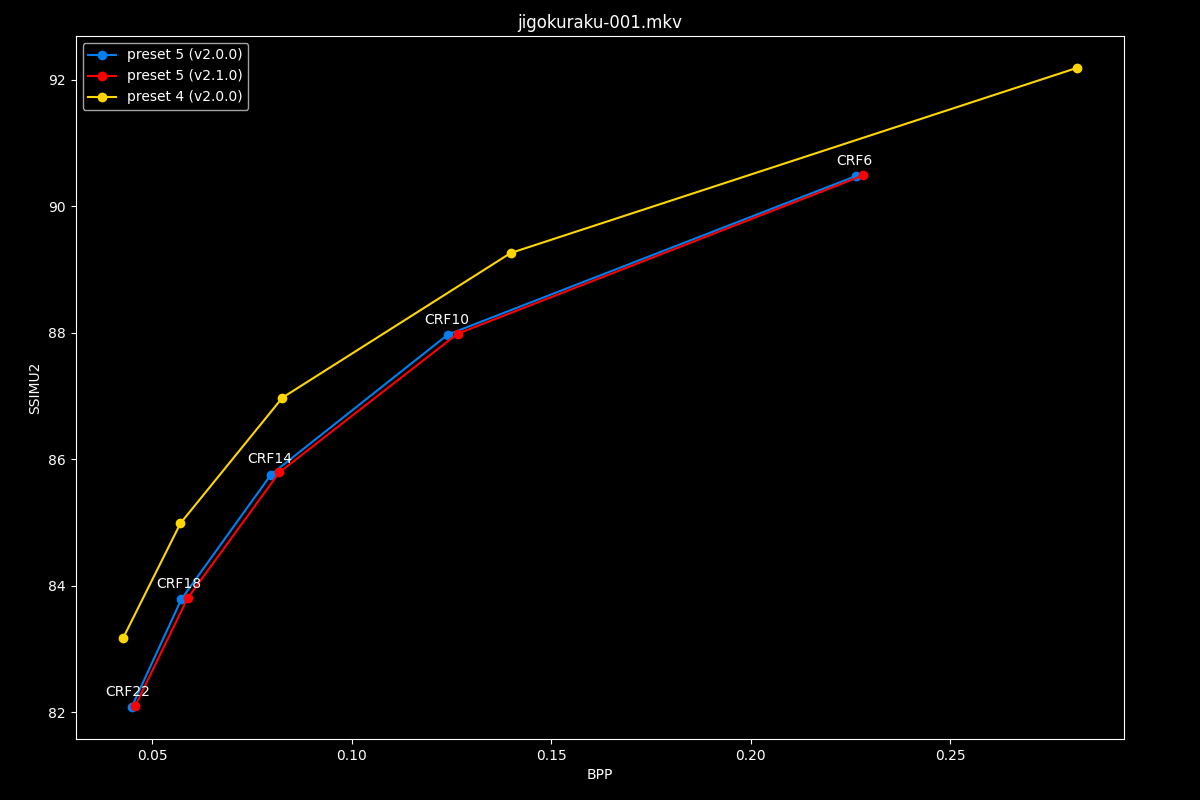 jigokuraku-001.mkv
preset 5 (v2.0.0)
preset 5 (v2.1.0)
preset 4 (v2.0.0)
92
90
88
86
84
82
SSIMU2
CRF6
CRF10
CRF14
CRF18
CRF22
0.05 0.10 0.15 0.20 0.25
BPP